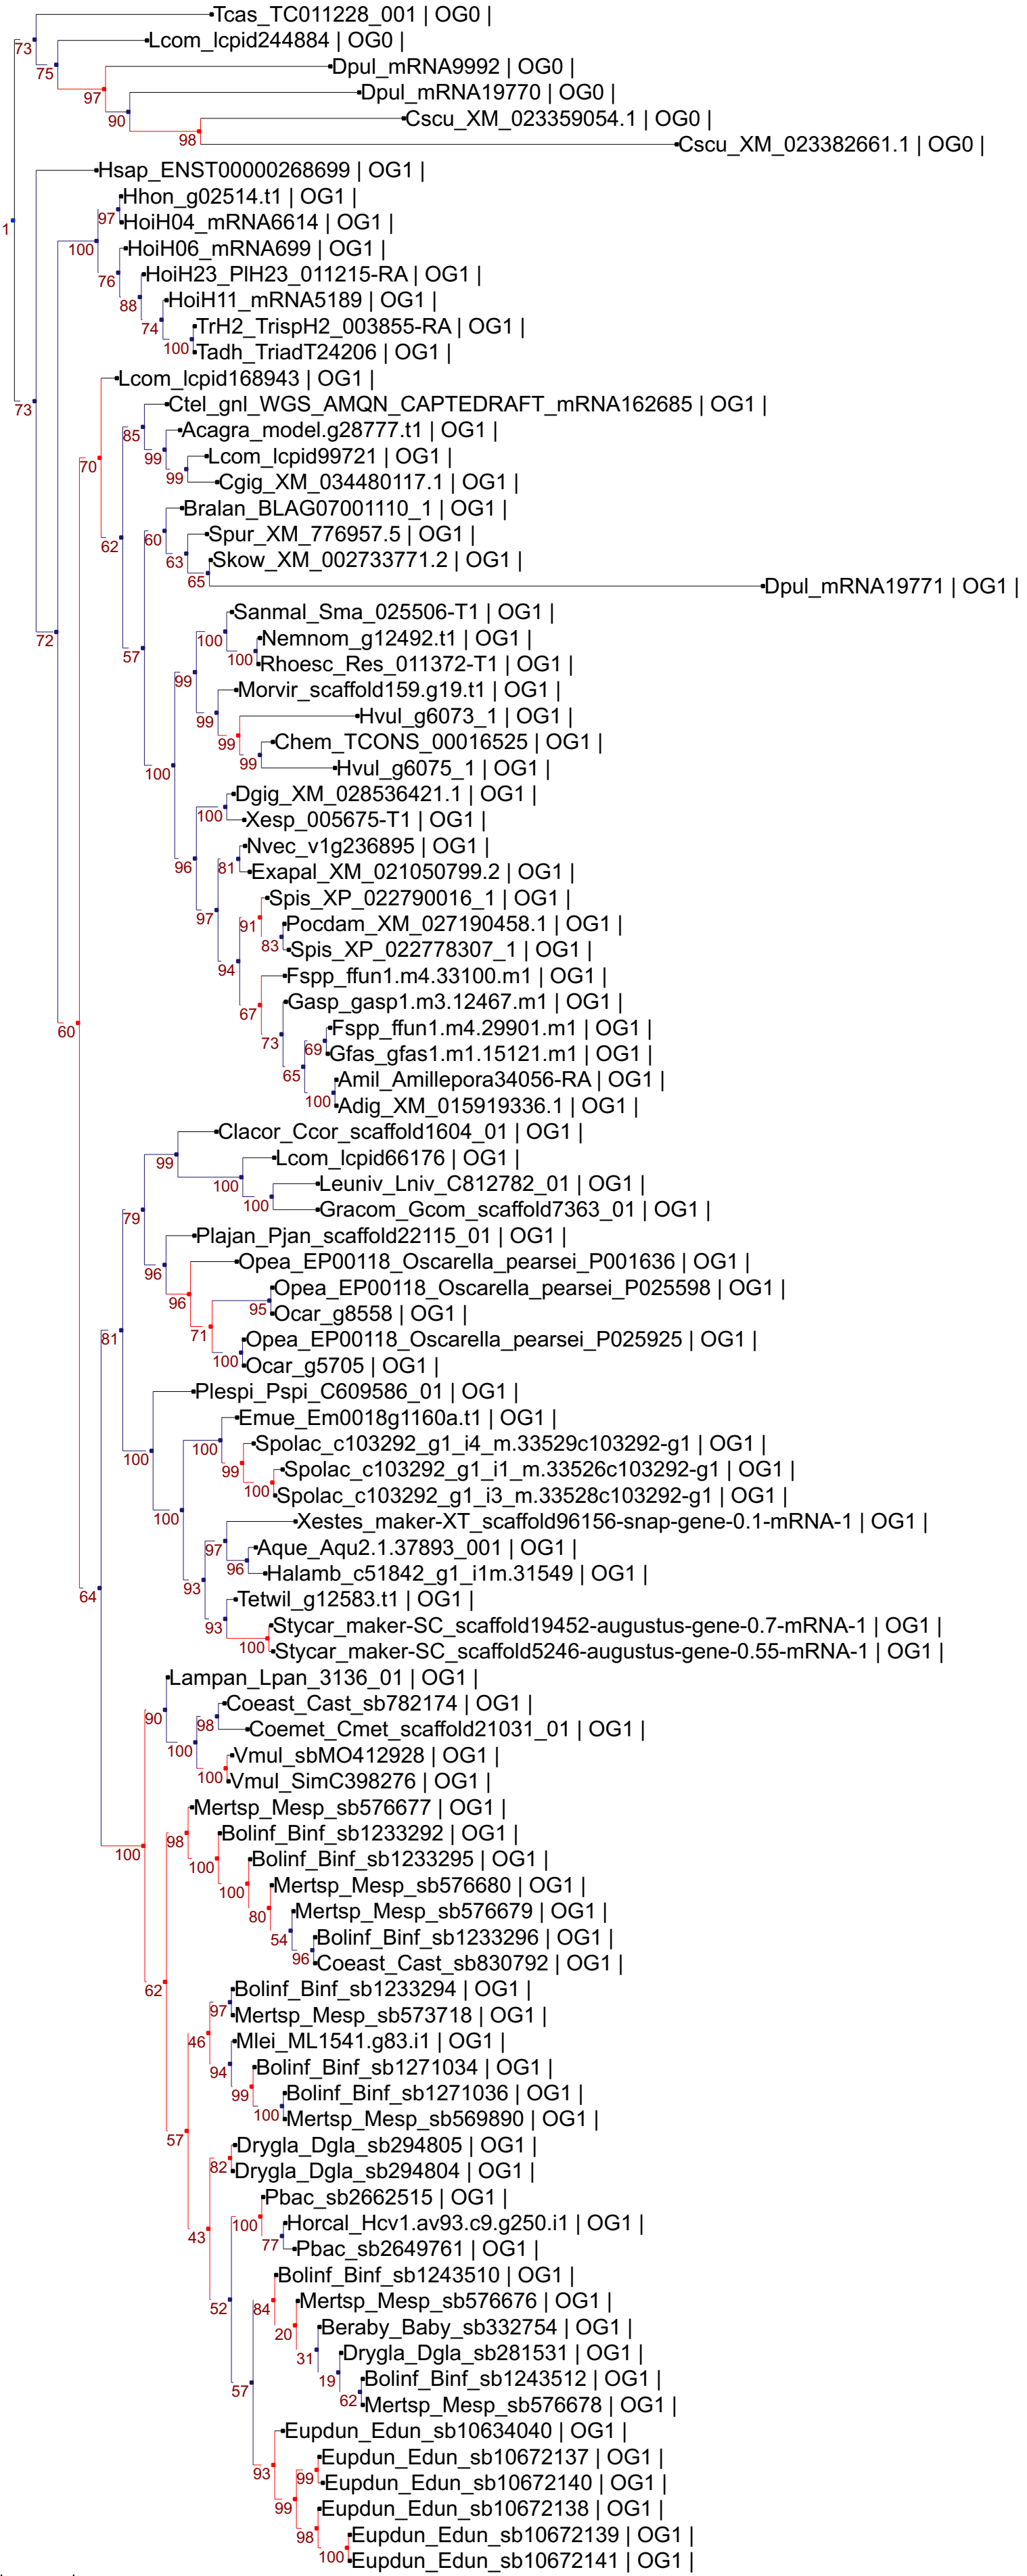 Tcas_TC011228_001 | OG0 |
73
Lcom_lcpid244884 | OG0 |
75
Dpul_mRNA9992 | OG0 |
97
Dpul_mRNA19770 | OG0 |
90
Cscu_XM_023359054.1 | OG0 |
98
Cscu_XM_023382661.1 | OG0 |
Hsap_ENST00000268699 | OG1 |
Hhon_g02514.t1 | OG1 |
97
HoiH04_mRNA6614 | OG1 |
1
100
HoiH06_mRNA699 | OG1 |
76
HoiH23_PlH23_011215-RA | OG1 |
88
HoiH11_mRNA5189 | OG1 |
74
TrH2_TrispH2_003855-RA | OG1 |
100
Tadh_TriadT24206 | OG1 |
Lcom_lcpid168943 | OG1 |
73
Ctel_gnl_WGS_AMQN_CAPTEDRAFT_mRNA162685 | OG1 |
85
Acagra_model.g28777.t1 | OG1 |
99
Lcom_lcpid99721 | OG1 |
70
99
Cgig_XM_034480117.1 | OG1 |
Bralan_BLAG07001110_1 | OG1 |
60
Spur_XM_776957.5 | OG1 |
62
63
Skow_XM_002733771.2 | OG1 |
65
Dpul_mRNA19771 | OG1 |
Sanmal_Sma_025506-T1 | OG1 |
72
100
Nemnom_g12492.t1 | OG1 |
57
100
Rhoesc_Res_011372-T1 | OG1 |
99
Morvir_scaffold159.g19.t1 | OG1 |
99
Hvul_g6073_1 | OG1 |
99
Chem_TCONS_00016525 | OG1 |
99
100
Hvul_g6075_1 | OG1 |
Dgig_XM_028536421.1 | OG1 |
100
Xesp_005675-T1 | OG1 |
Nvec_v1g236895 | OG1 |
96
81
Exapal_XM_021050799.2 | OG1 |
Spis_XP_022790016_1 | OG1 |
97
91
Pocdam_XM_027190458.1 | OG1 |
83
Spis_XP_022778307_1 | OG1 |
94
Fspp_ffun1.m4.33100.m1 | OG1 |
Gasp_gasp1.m3.12467.m1 | OG1 |
67
60
Fspp_ffun1.m4.29901.m1 | OG1 |
73
69
Gfas_gfas1.m1.15121.m1 | OG1 |
65
Amil_Amillepora34056-RA | OG1 |
100
Adig_XM_015919336.1 | OG1 |
Clacor_Ccor_scaffold1604_01 | OG1 |
99
Lcom_lcpid66176 | OG1 |
100
Leuniv_Lniv_C812782_01 | OG1 |
100
Gracom_Gcom_scaffold7363_01 | OG1 |
79
Plajan_Pjan_scaffold22115_01 | OG1 |
Opea_EP00118_Oscarella_pearsei_P001636 | OG1 |
96
Opea_EP00118_Oscarella_pearsei_P025598 | OG1 |
96
95
Ocar_g8558 | OG1 |
71
81
Opea_EP00118_Oscarella_pearsei_P025925 | OG1 |
100
Ocar_g5705 | OG1 |
Plespi_Pspi_C609586_01 | OG1 |
Emue_Em0018g1160a.t1 | OG1 |
100
100
Spolac_c103292_g1_i4_m.33529c103292-g1 | OG1 |
99
Spolac_c103292_g1_i1_m.33526c103292-g1 | OG1 |
100
Spolac_c103292_g1_i3_m.33528c103292-g1 | OG1 |
100
Xestes_maker-XT_scaffold96156-snap-gene-0.1-mRNA-1 | OG1 |
97
Aque_Aqu2.1.37893_001 | OG1 |
96
Halamb_c51842_g1_i1m.31549 | OG1 |
93
64
Tetwil_g12583.t1 | OG1 |
93
Stycar_maker-SC_scaffold19452-augustus-gene-0.7-mRNA-1 | OG1 |
100
Stycar_maker-SC_scaffold5246-augustus-gene-0.55-mRNA-1 | OG1 |
Lampan_Lpan_3136_01 | OG1 |
Coeast_Cast_sb782174 | OG1 |
90
98
Coemet_Cmet_scaffold21031_01 | OG1 |
100
Vmul_sbMO412928 | OG1 |
100
Vmul_SimC398276 | OG1 |
Mertsp_Mesp_sb576677 | OG1 |
Bolinf_Binf_sb1233292 | OG1 |
98
100
Bolinf_Binf_sb1233295 | OG1 |
100
100
Mertsp_Mesp_sb576680 | OG1 |
80
Mertsp_Mesp_sb576679 | OG1 |
54
Bolinf_Binf_sb1233296 | OG1 |
96
Coeast_Cast_sb830792 | OG1 |
62
Bolinf_Binf_sb1233294 | OG1 |
97
Mertsp_Mesp_sb573718 | OG1 |
46
Mlei_ML1541.g83.i1 | OG1 |
94
Bolinf_Binf_sb1271034 | OG1 |
99
Bolinf_Binf_sb1271036 | OG1 |
100
Mertsp_Mesp_sb569890 | OG1 |
57
Drygla_Dgla_sb294805 | OG1 |
82
Drygla_Dgla_sb294804 | OG1 |
Pbac_sb2662515 | OG1 |
100
Horcal_Hcv1.av93.c9.g250.i1 | OG1 |
43
77
Pbac_sb2649761 | OG1 |
Bolinf_Binf_sb1243510 | OG1 |
52
84
Mertsp_Mesp_sb576676 | OG1 |
20
Beraby_Baby_sb332754 | OG1 |
31
Drygla_Dgla_sb281531 | OG1 |
19
Bolinf_Binf_sb1243512 | OG1 |
57
62
Mertsp_Mesp_sb576678 | OG1 |
Eupdun_Edun_sb10634040 | OG1 |
Eupdun_Edun_sb10672137 | OG1 |
93
99
Eupdun_Edun_sb10672140 | OG1 |
99
Eupdun_Edun_sb10672138 | OG1 |
98
Eupdun_Edun_sb10672139 | OG1 |
100
Eupdun_Edun_sb10672141 | OG1 |